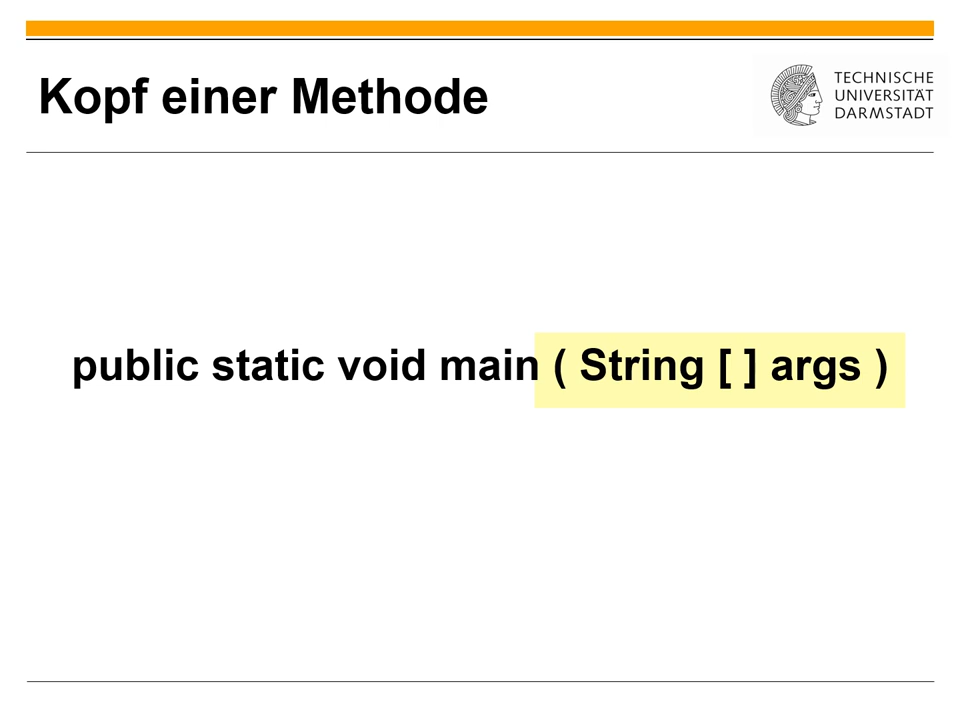 Kopf einer Methode
TECHNISCHE
UNIVERSITÄT
DARMSTADT
public static void main ( String [ ] args )